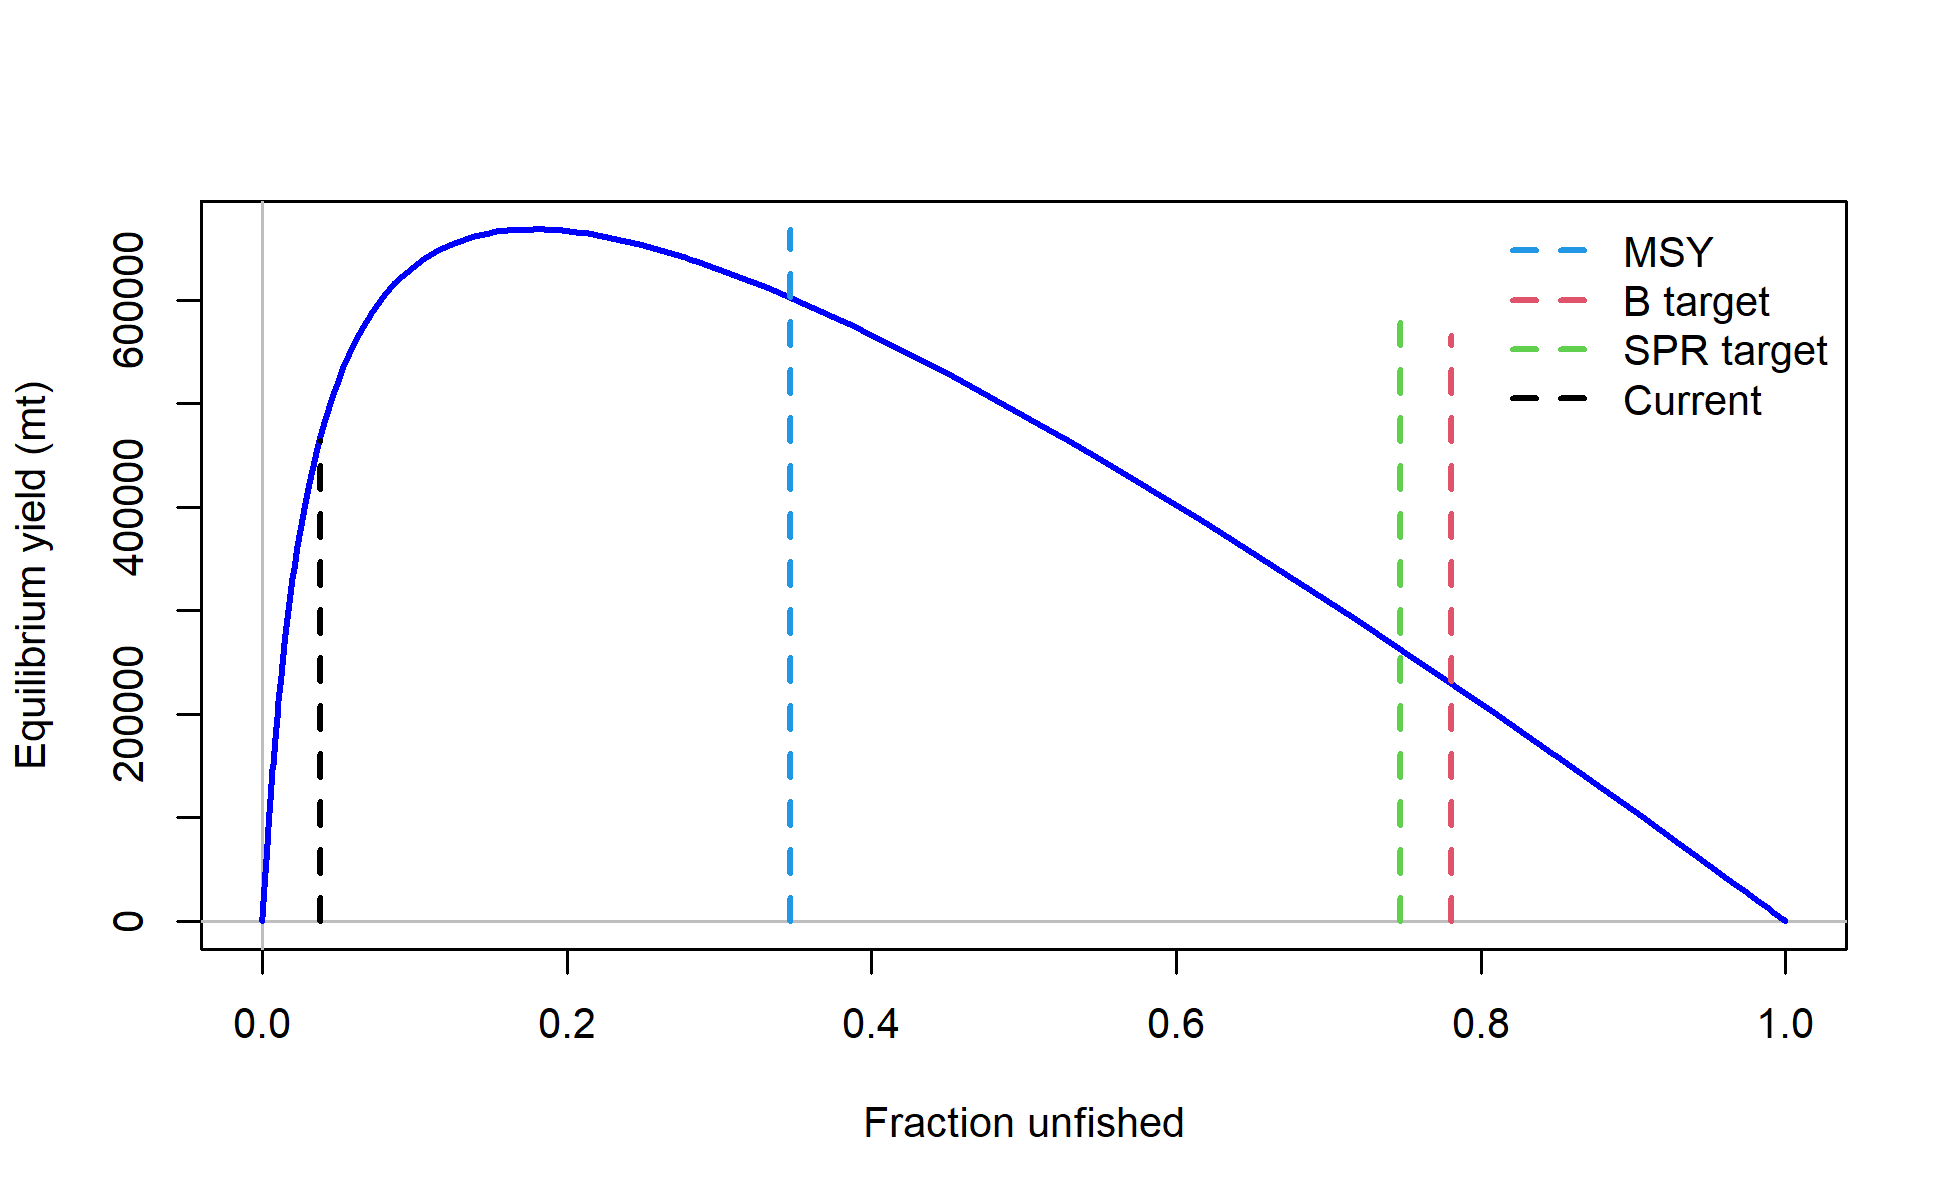 MSY
B target
SPR target
Current
Equilibrium yield (mt)
600000
400000
200000
0
0.0 0.2 0.4 0.6 0.8 1.0
Fraction unfished